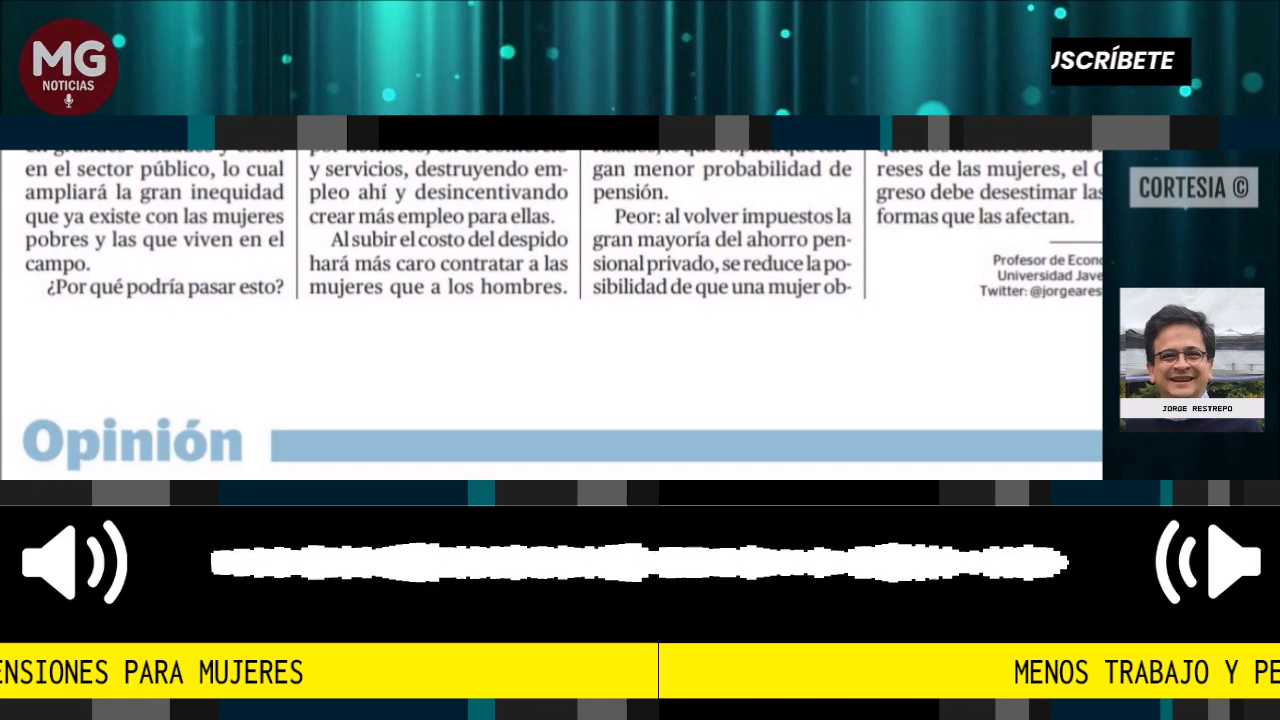 MG
NOTICIAS
USCRÍBETE
en el sector público, lo cual
ampliará la gran inequidad
que ya existe con las mujeres
pobres y las que viven en el
campo.
¿Por qué podría pasar esto?
y servicios, destruyendo em-
pleo ahí y desincentivando
crear más empleo para ellas.
Al subir el costo del despido
hará más caro contratar a las
mujeres que a los hombres.
gan menor probabilidad de
pensión.
Peor: al volver impuestos la
gran mayoría del ahorro pen-
sional privado, se reduce la po-
sibilidad de que una mujer ob-
reses de las mujeres, el C
greso debe desestimar las
formas que las afectan.
Profesor de Econo
Universidad Jave
Twitter: @jorgeares
CORTESIA ©
JORGE RESTREPO
Opinión
ENSIONES PARA MUJERES
MENOS TRABAJO Y PE